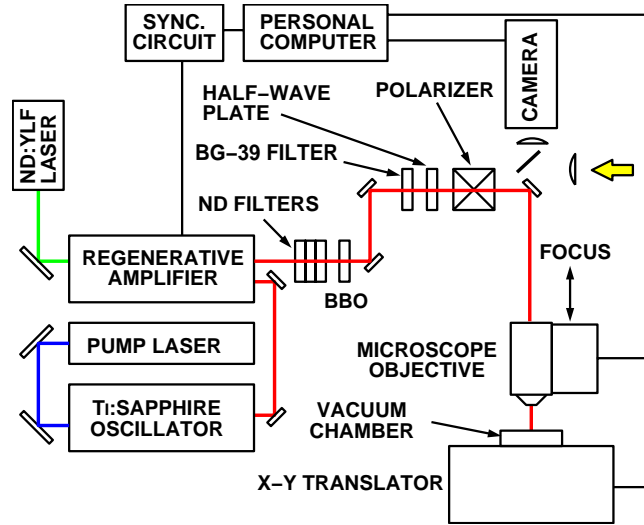 SYNC.
CIRCUIT
PERSONAL
COMPUTER
CAMERA
HALF−WAVE
PLATE
POLARIZER
BG−39 FILTER
ND:YLF
LASER
ND FILTERS
REGENERATIVE
AMPLIFIER
BBO
FOCUS
PUMP LASER
MICROSCOPE
OBJECTIVE
TI:SAPPHIRE
OSCILLATOR
VACUUM
CHAMBER
X−Y TRANSLATOR